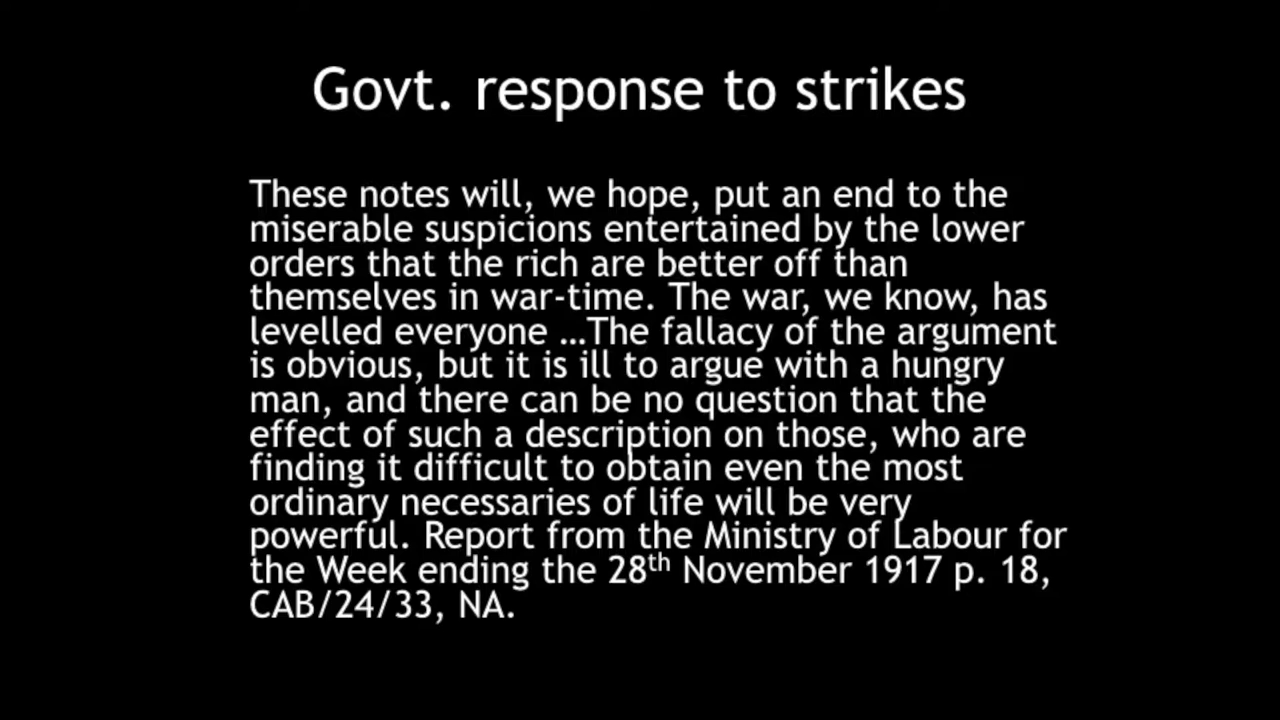 Govt. response to strikes
These notes will, we hope, put an end to the
miserable suspicions entertained by the lower
orders that the rich are better off than
themselves in war-time. The war, we know, has
levelled everyone …The fallacy of the argument
is obvious, but it is ill to argue with a hungry
man, and there can be no question that the
effect of such a description on those, who are
finding it difficult to obtain even the most
ordinary necessaries of life will be very
powerful. Report from the Ministry of Labour for
the Week ending the 28th November 1917 p. 18,
CAB/24/33, NA.